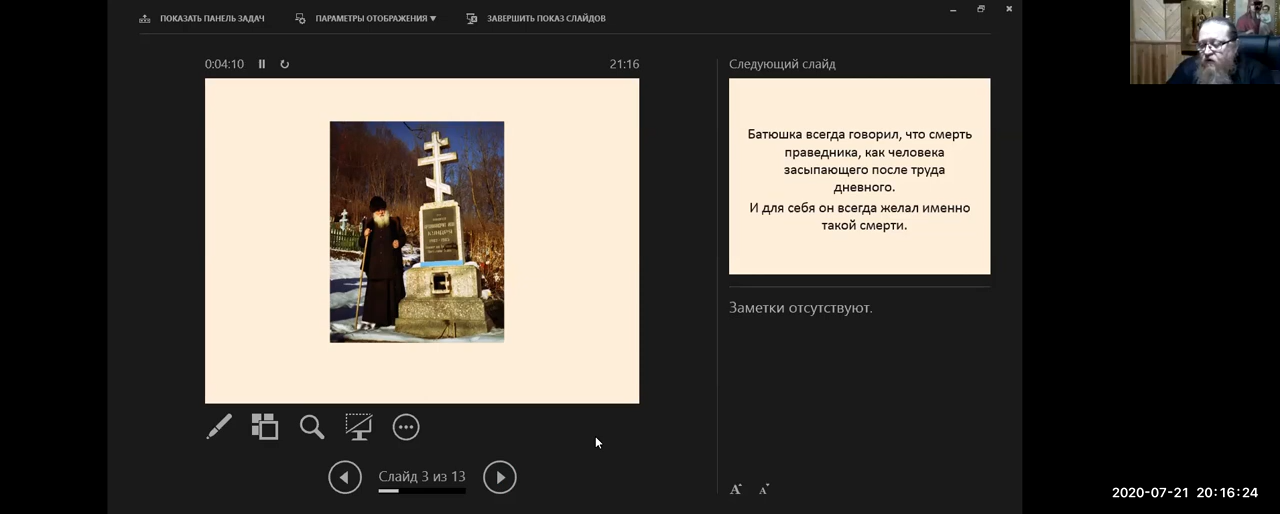 ПОКАЗАТЬ ПАНЕЛЬ ЗАДАЧ
ПАРАМЕТРЫ ОТОБРАЖЕНИЯ ▼
ЗАВЕРШИТЬ ПОКАЗ СЛАЙДОВ
0:04:10
21:16
Следующий слайд
Батюшка всегда говорил, что смерть
праведника, как человека
засыпающего после труда
дневного.
И для себя он всегда желал именно
такой смерти.
Заметки отсутствуют.
Слайд 3 из 13
A A
2020-07-21 20:16:24